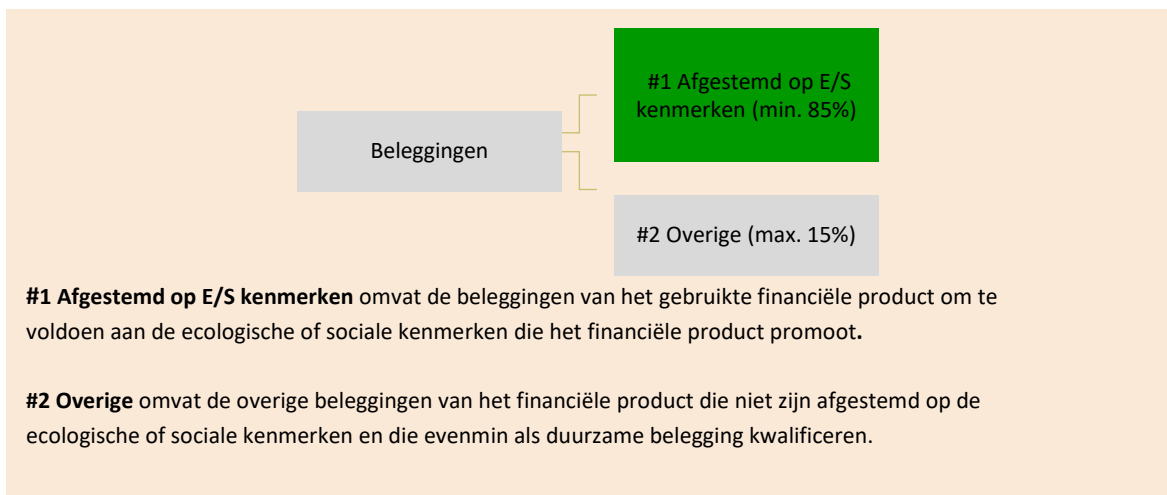 #1 Afgestemd op E/S
kenmerken (min. 85%)
Beleggingen
#2 Overige (max. 15%)
#1 Afgestemd op E/S kenmerken omvat de beleggingen van het gebruikte financiële product om te
voldoen aan de ecologische of sociale kenmerken die het financiële product promoot.
#2 Overige omvat de overige beleggingen van het financiële product die niet zijn afgestemd op de
ecologische of sociale kenmerken en die evenmin als duurzame belegging kwalificeren.